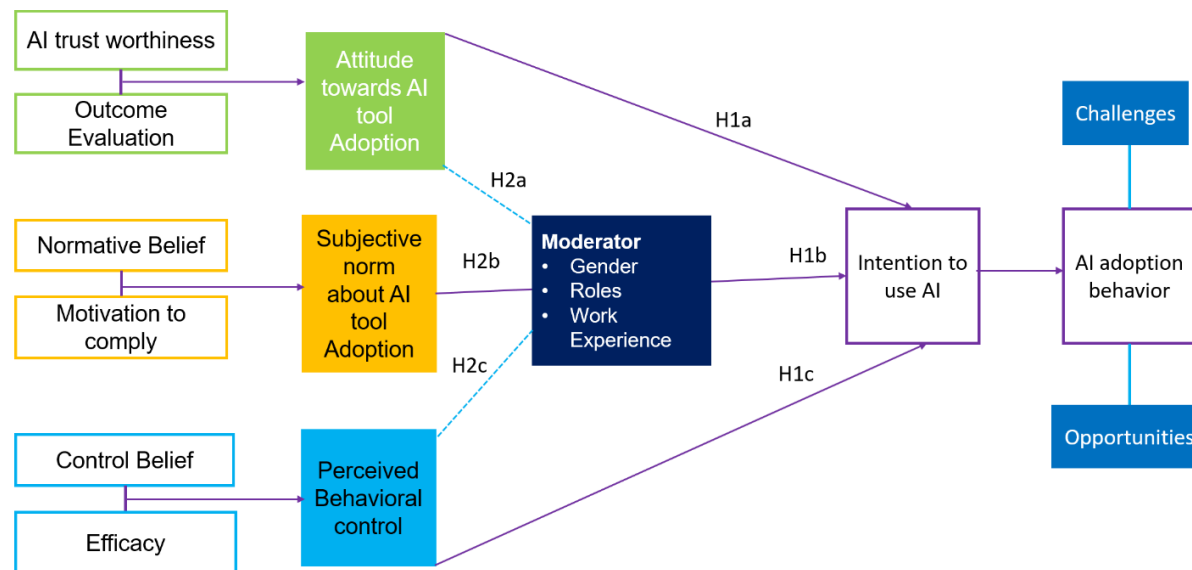 AI trust worthiness
Outcome
Evaluation
Attitude
towards AI
tool
Adoption
H1a
Challenges
H2a
Normative Belief
Motivation to
comply
Subjective
norm
about AI
tool
Adoption
H2b
Moderator
• Gender
• Roles
• Work
Experience
H1b
Intention to
use AI
AI adoption
behavior
H2c
H1c
Opportunities
Control Belief
Efficacy
Perceived
Behavioral
control